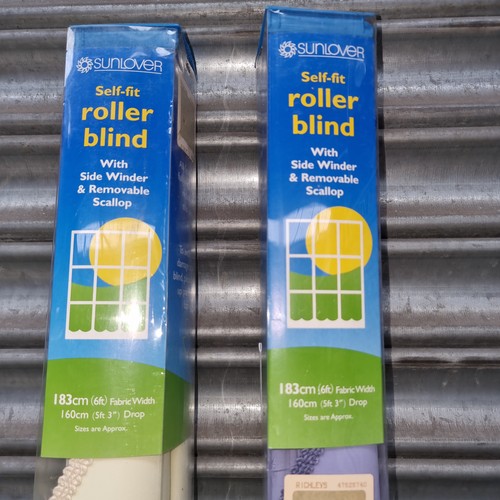 SUNLOVER
Self-fit
roller
blind
With
Side Winder
& Removable
Scallop
183cm (6ft) Fabric Width
160cm (5ft 3") Drop
Sizes are Approx.
SUNLOVER
Self-fit
roller
blind
With
Side Winder
& Removable
Scallop
183cm (6ft) Fabric Width
160cm (5ft 3") Drop
Sizes are Approx.